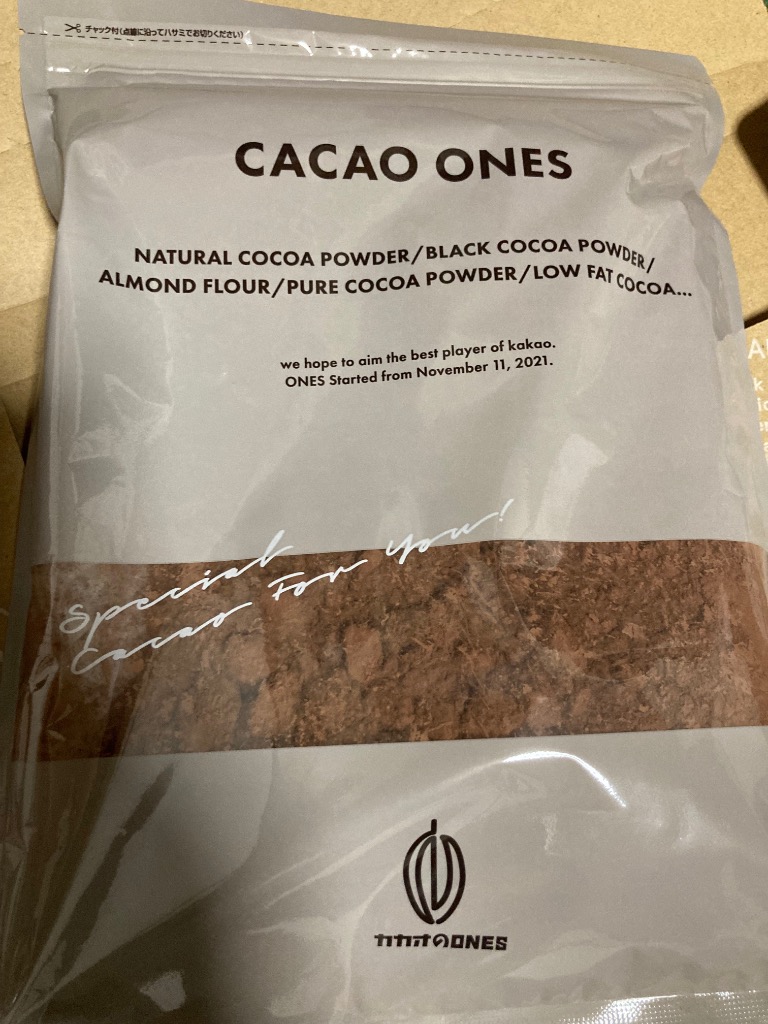 チャック付(点線に沿ってハサミでお切りください)
CACAO ONES
NATURAL COCOA POWDER/BLACK COCOA POWDER/
ALMOND FLOUR/PURE COCOA POWDER/LOW FAT COCOA...
we hope to aim the best player of kakao.
ONES Started from November 11, 2021.
Special
Cacao For You!
カカオのONES